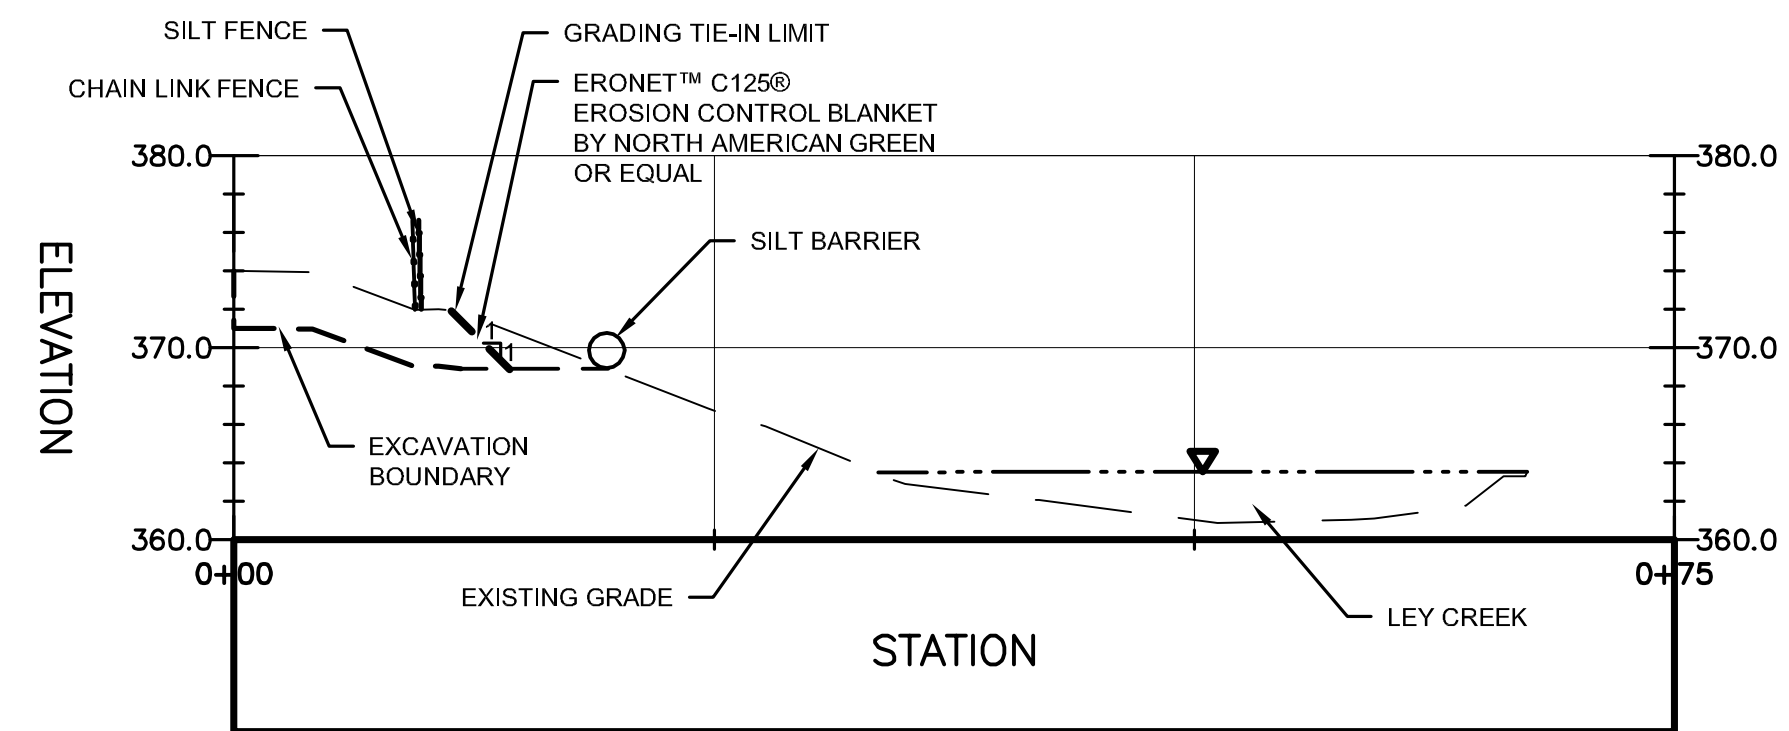 SILT FENCE
GRADING TIE-IN LIMIT
CHAIN LINK FENCE
ERONET™ C125®
EROSION CONTROL BLANKET
BY NORTH AMERICAN GREEN
OR EQUAL
380.0
380.0
SILT BARRIER
ELEVATION
1
1
370.0
370.0
EXCAVATION
BOUNDARY
360.0
360.0
0+00
0+75
EXISTING GRADE
LEY CREEK
STATION